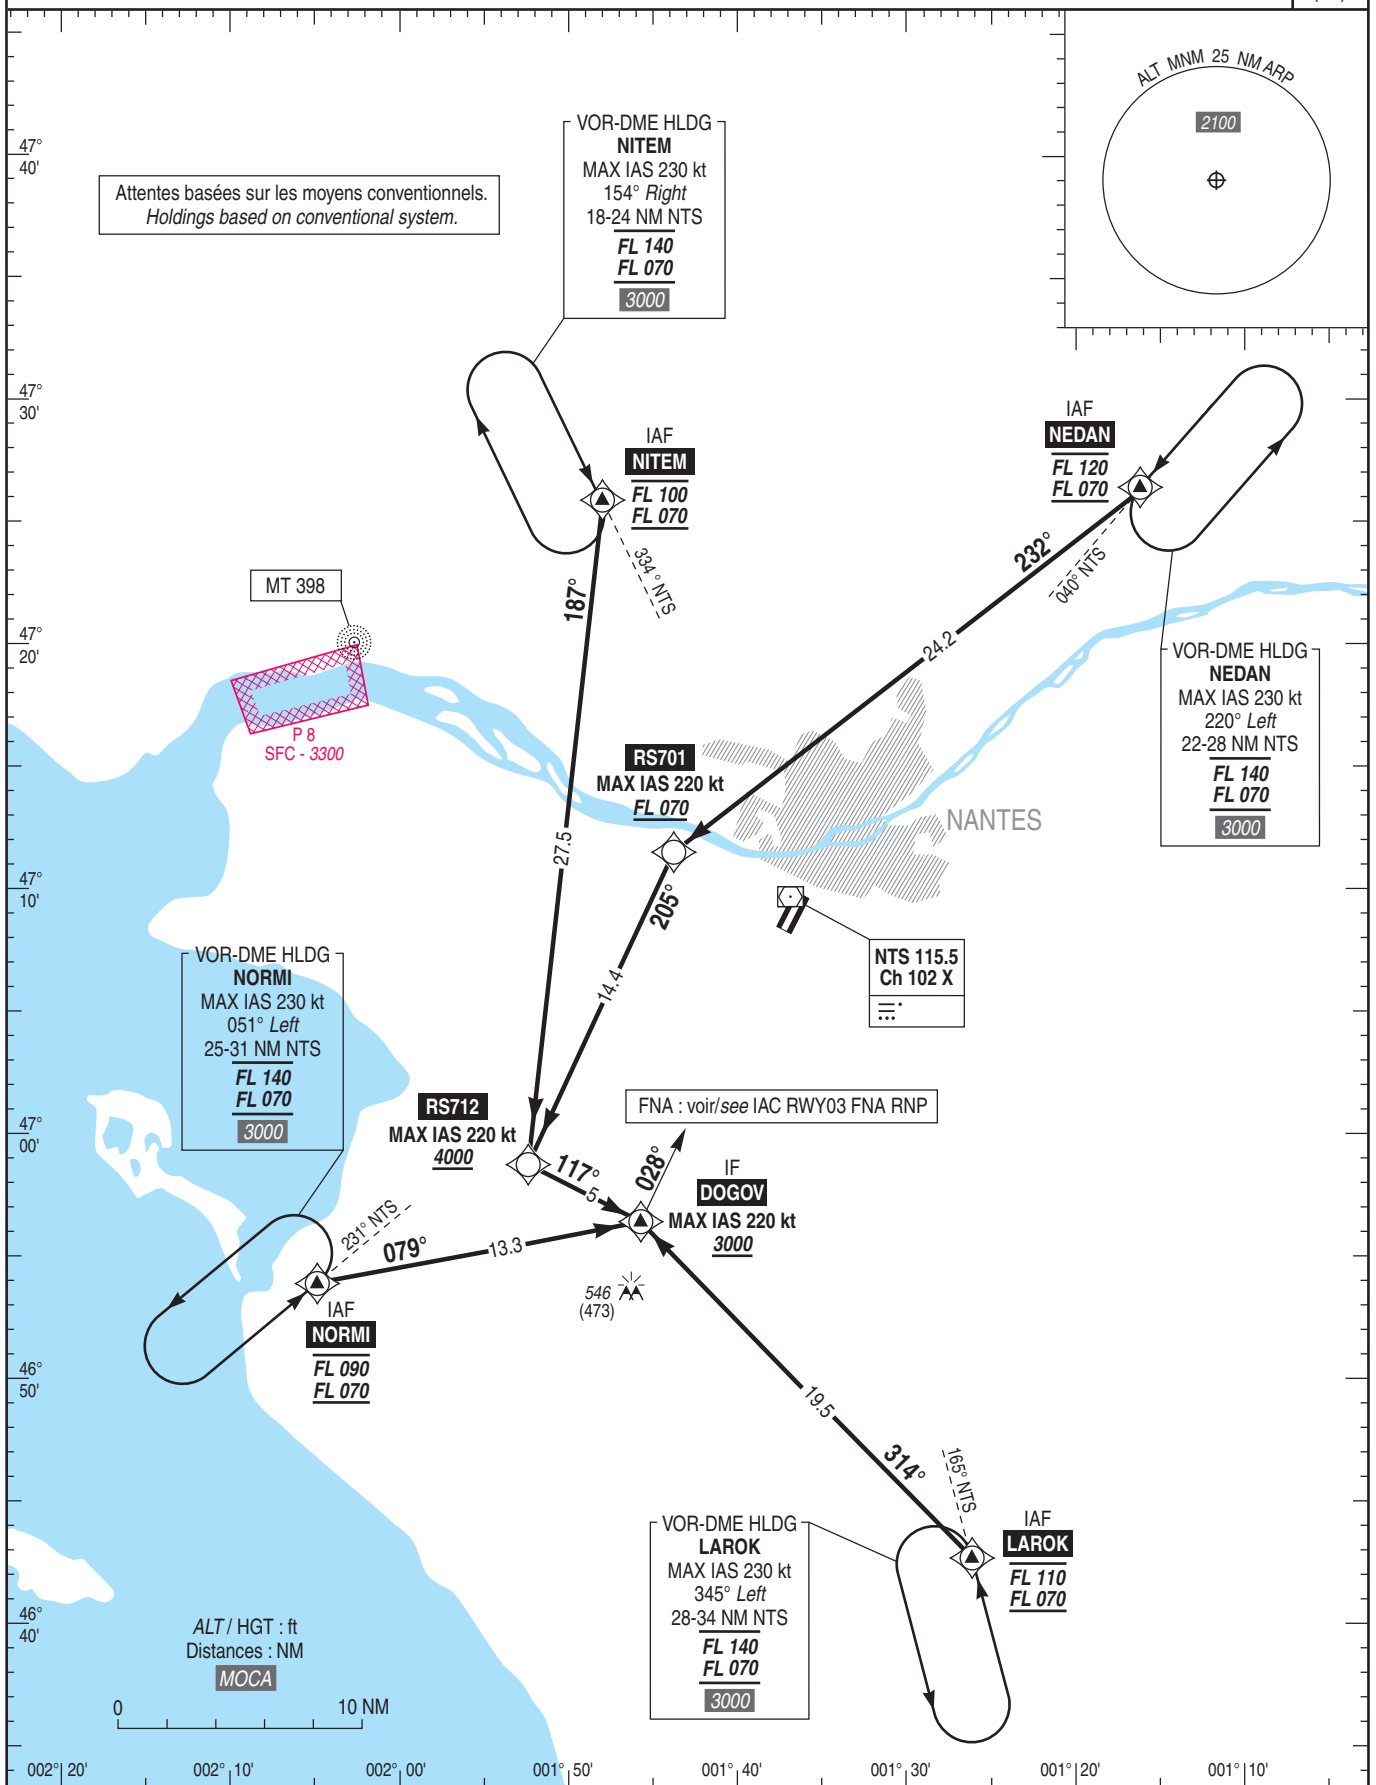 ALT MNM 25 NM ARP
2100
47°
40'
VOR-DME HLDG
NITEM
MAX IAS 230 kt
154° Right
18-24 NM NTS
FL 140
FL 070
3000
Attentes basées sur les moyens conventionnels.
Holdings based on conventional system.
47°
30'
IAF
NITEM
FL 100
FL 070
334° NTS
IAF
NEDAN
FL 120
FL 070
040° NTS
232°
24.2
187°
27.5
MT 398
47°
20'
P 8
SFC - 3300
VOR-DME HLDG
NEDAN
MAX IAS 230 kt
220° Left
22-28 NM NTS
FL 140
FL 070
3000
RS701
MAX IAS 220 kt
FL 070
NANTES
47°
10'
205°
14.4
NTS 115.5
Ch 102 X
VOR-DME HLDG
NORMI
MAX IAS 230 kt
051° Left
25-31 NM NTS
FL 140
FL 070
3000
47°
00'
RS712
MAX IAS 220 kt
4000
FNA : voir/see IAC RWY03 FNA RNP
117°
5
028°
IF
DOGOV
MAX IAS 220 kt
3000
231° NTS
079°
13.3
546
(473)
IAF
NORMI
FL 090
FL 070
46°
50'
19.5
314°
165° NTS
IAF
LAROK
FL 110
FL 070
VOR-DME HLDG
LAROK
MAX IAS 230 kt
345° Left
28-34 NM NTS
FL 140
FL 070
3000
46°
40'
ALT / HGT : ft
Distances : NM
MOCA
0 10 NM
002° 20' 002° 10' 002° 00' 001° 50' 001° 40' 001° 30' 001° 20' 001° 10'